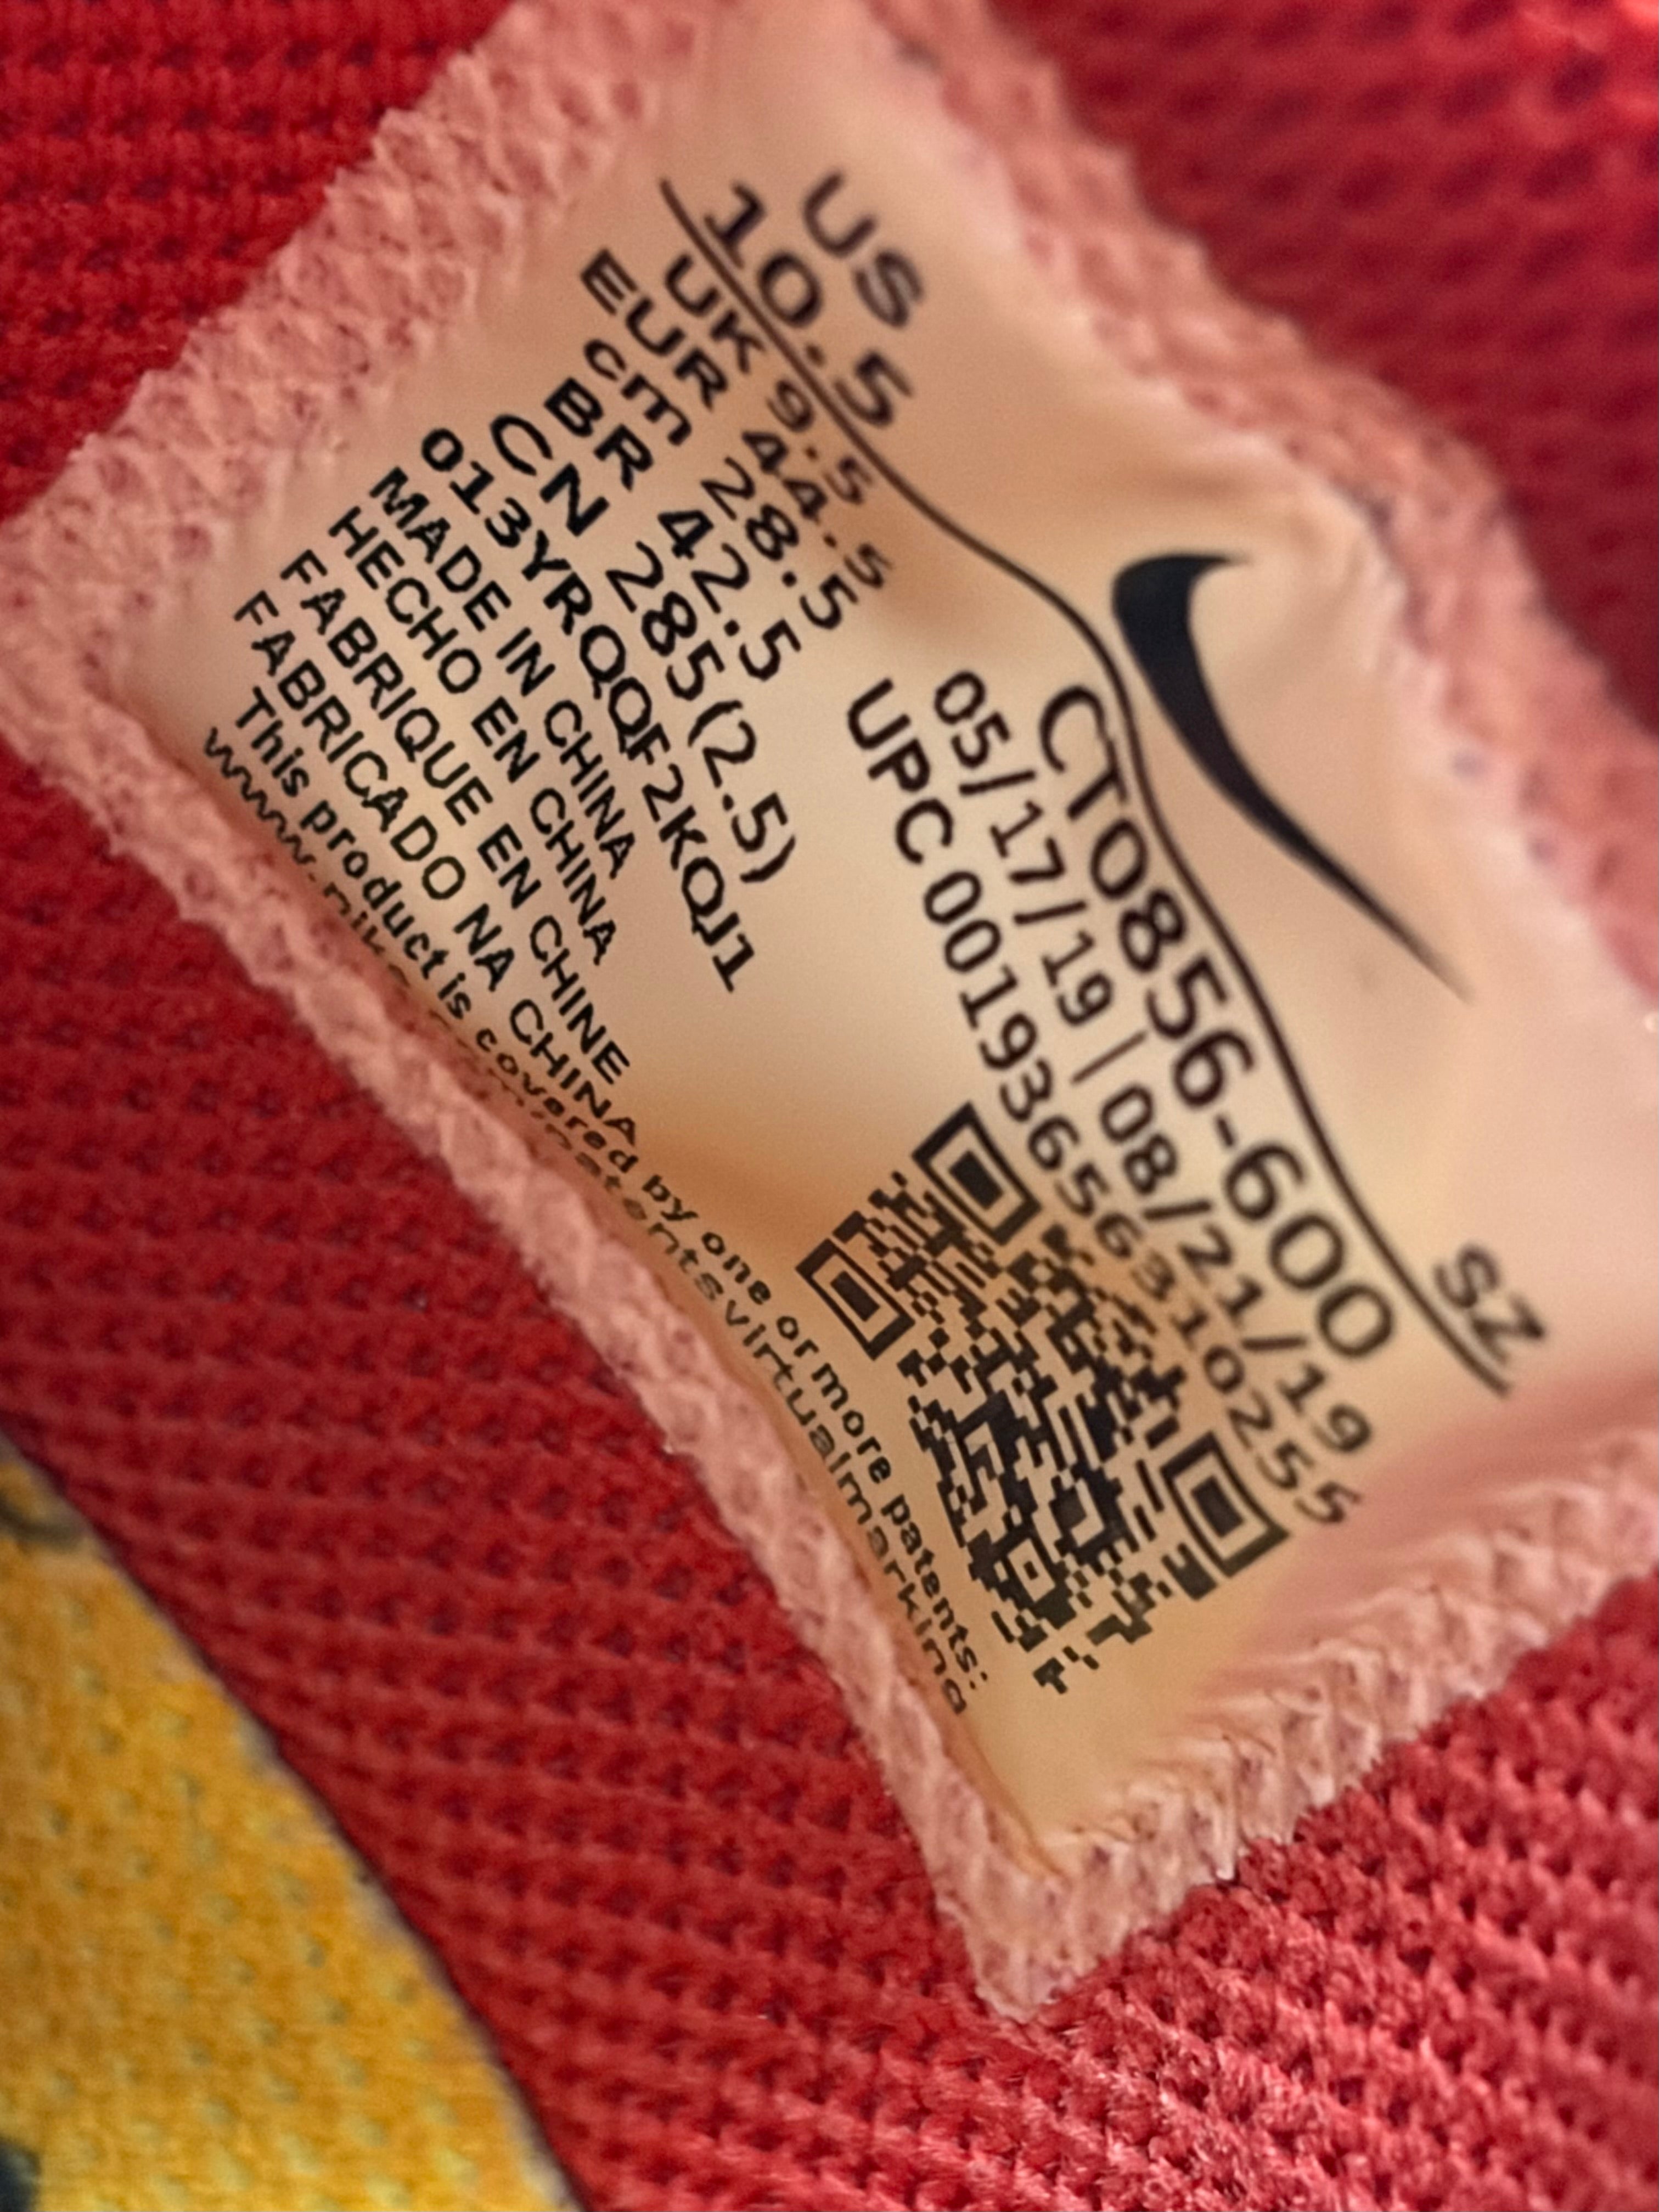 US
10.5
SZ
UK 9.5
EUR 44.5
cm 28.5
BR 42.5
CN 285(2.5)
013YRQQF2KQJ1
MADE IN CHINA
HECHO EN CHINA
FABRIQUE EN CHINE
FABRICADO NA CHINA
This product is covered by one or more patents:
CT0856-600
05/17/19 | 08/21/19
UPC 00193656310255